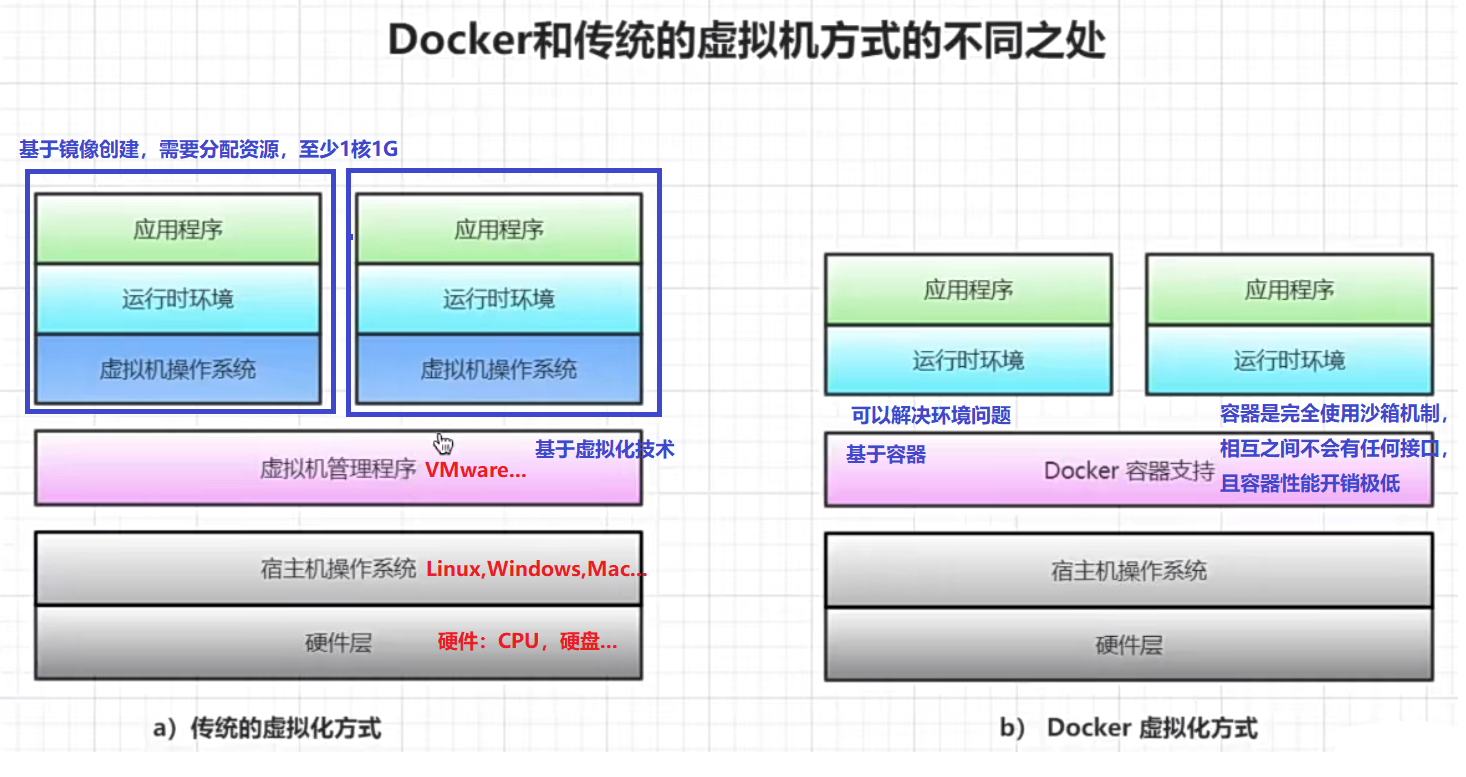 Docker和传统的虚拟机方式的不同之处
基于镜像创建，需要分配资源，至少1核1G
应用程序
运行时环境
虚拟机操作系统
应用程序
运行时环境
虚拟机操作系统
基于虚拟化技术
虚拟机管理程序 VMware...
宿主机操作系统 Linux,Windows,Mac...
硬件层 硬件：CPU，硬盘...
a）传统的虚拟化方式
应用程序
运行时环境
应用程序
运行时环境
可以解决环境问题
基于容器
Docker 容器支持
容器是完全使用沙箱机制，
相互之间不会有任何接口，
且容器性能开销极低
宿主机操作系统
硬件层
b） Docker 虚拟化方式